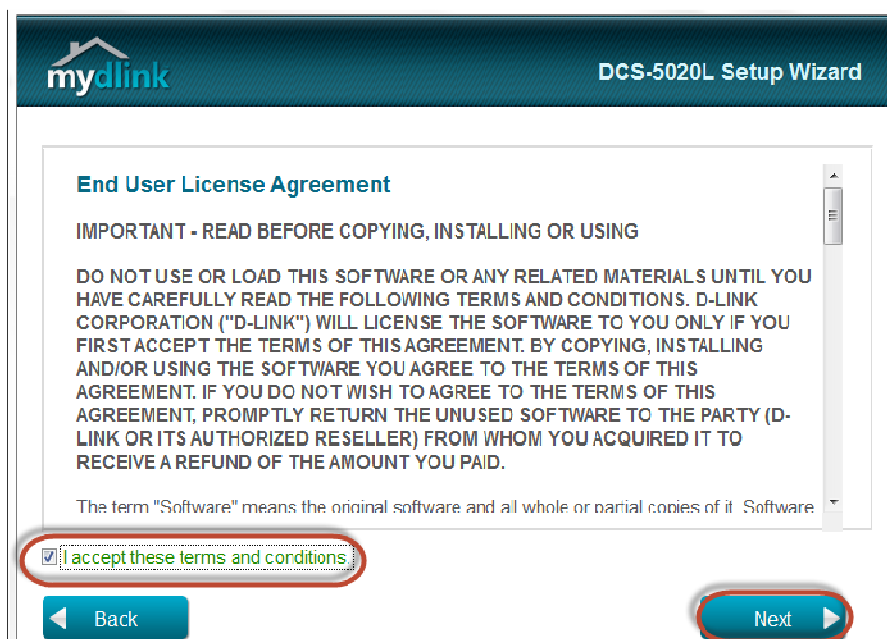 mydlink
DCS-5020L Setup Wizard
End User License Agreement
IMPORTANT - READ BEFORE COPYING, INSTALLING OR USING
DO NOT USE OR LOAD THIS SOFTWARE OR ANY RELATED MATERIALS UNTIL YOU
HAVE CAREFULLY READ THE FOLLOWING TERMS AND CONDITIONS. D-LINK
CORPORATION ("D-LINK") WILL LICENSE THE SOFTWARE TO YOU ONLY IF YOU
FIRST ACCEPT THE TERMS OF THIS AGREEMENT. BY COPYING, INSTALLING
AND/OR USING THE SOFTWARE YOU AGREE TO THE TERMS OF THIS
AGREEMENT. IF YOU DO NOT WISH TO AGREE TO THE TERMS OF THIS
AGREEMENT, PROMPTLY RETURN THE UNUSED SOFTWARE TO THE PARTY (D-
LINK OR ITS AUTHORIZED RESELLER) FROM WHOM YOU ACQUIRED IT TO
RECEIVE A REFUND OF THE AMOUNT YOU PAID.
The term "Software" means the original software and all whole or partial copies of it. Software
I accept these terms and conditions.
Back
Next